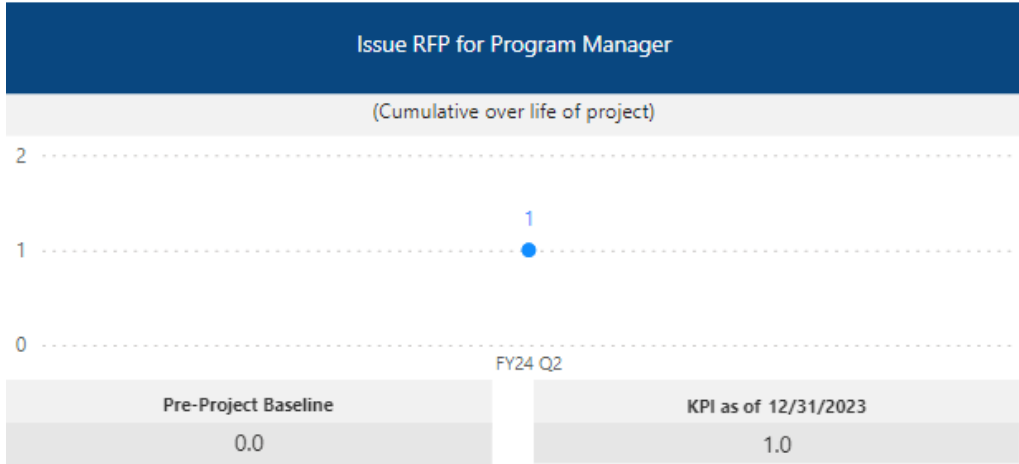 Issue RFP for Program Manager
(Cumulative over life of project)
2
1
1
0
FY24 Q2
Pre-Project Baseline
KPI as of 12/31/2023
0.0
1.0